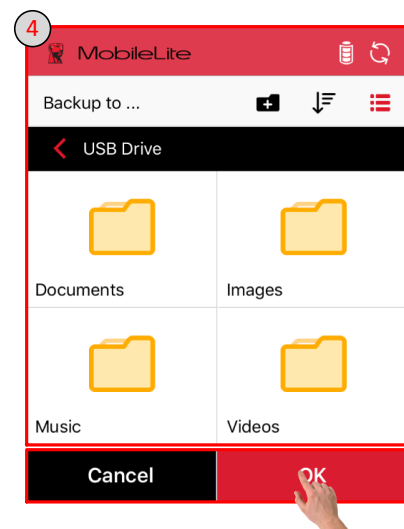 4
MobileLite
Backup to ...
USB Drive
Documents
Images
Music
Videos
Cancel
OK